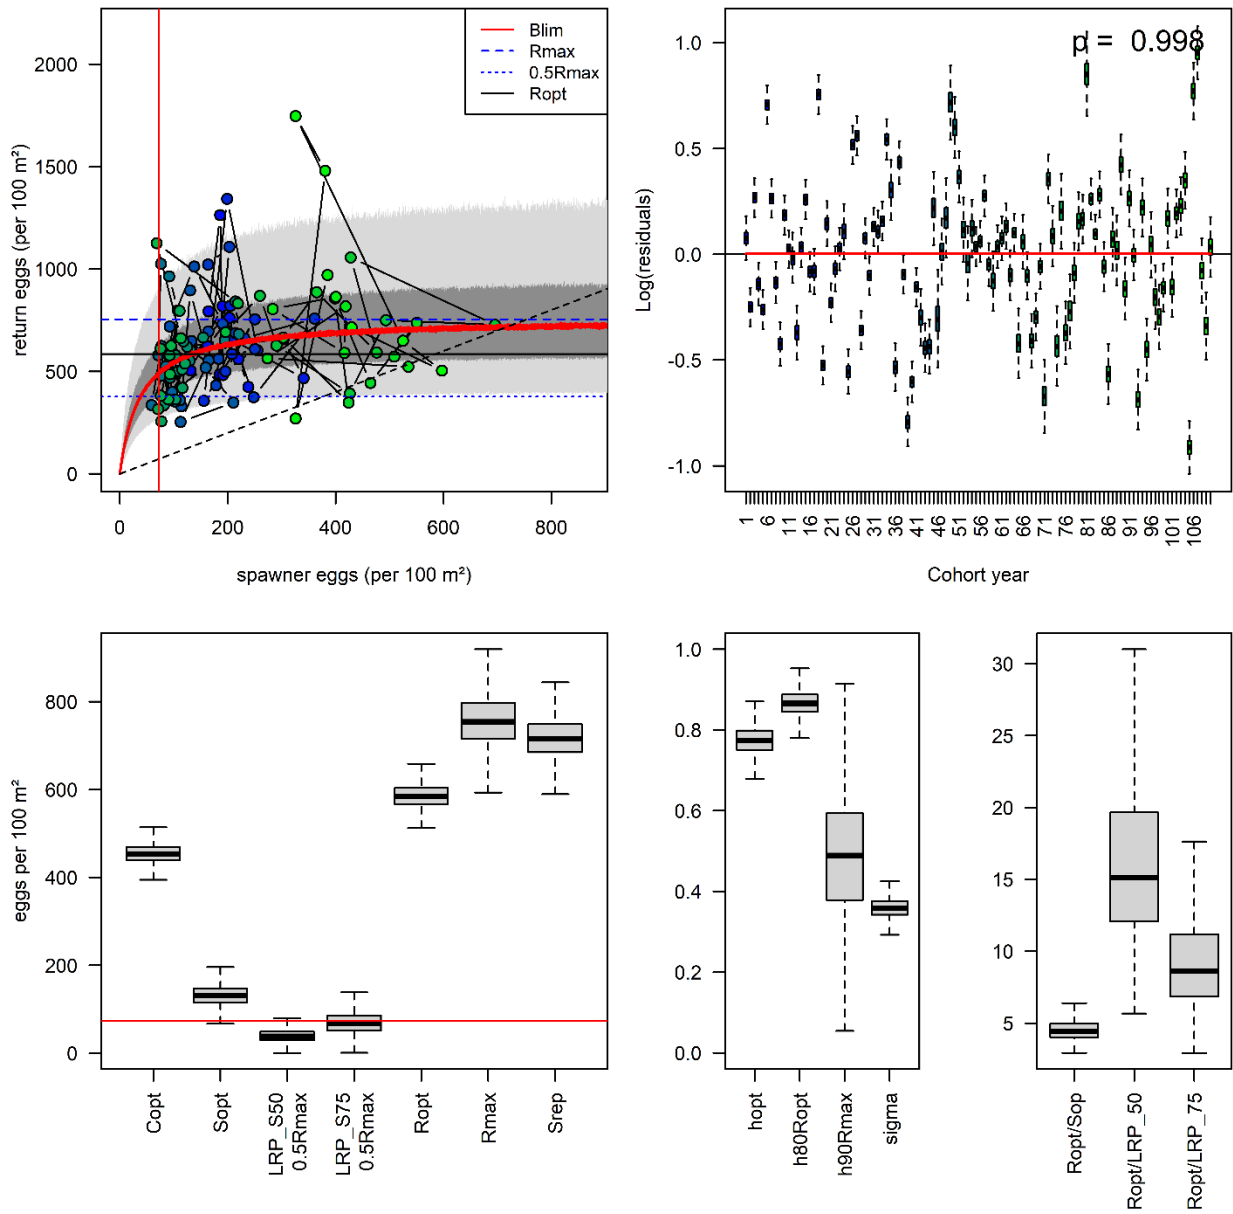 2000
1500
1000
500
0
return eggs (per 100 m²)
0
200
400
600
800
spawner eggs (per 100 m²)
Blim
Rmax
0.5Rmax
Ropt
1.0
0.5
0.0
-0.5
-1.0
Log(residuals)
p = 0.998
1
6
11
16
21
26
31
36
41
46
51
56
61
66
71
76
81
86
91
96
101
106
Cohort year
800
600
400
200
0
eggs per 100 m²
Copt
Sopt
LRP_S50
0.5Rmax
LRP_S75
0.5Rmax
Ropt
Rmax
Srep
1.0
0.8
0.6
0.4
0.2
0.0
hopt
h80Ropt
h90Rmax
sigma
30
25
20
15
10
5
Ropt/Sop
Ropt/LRP_50
Ropt/LRP_75